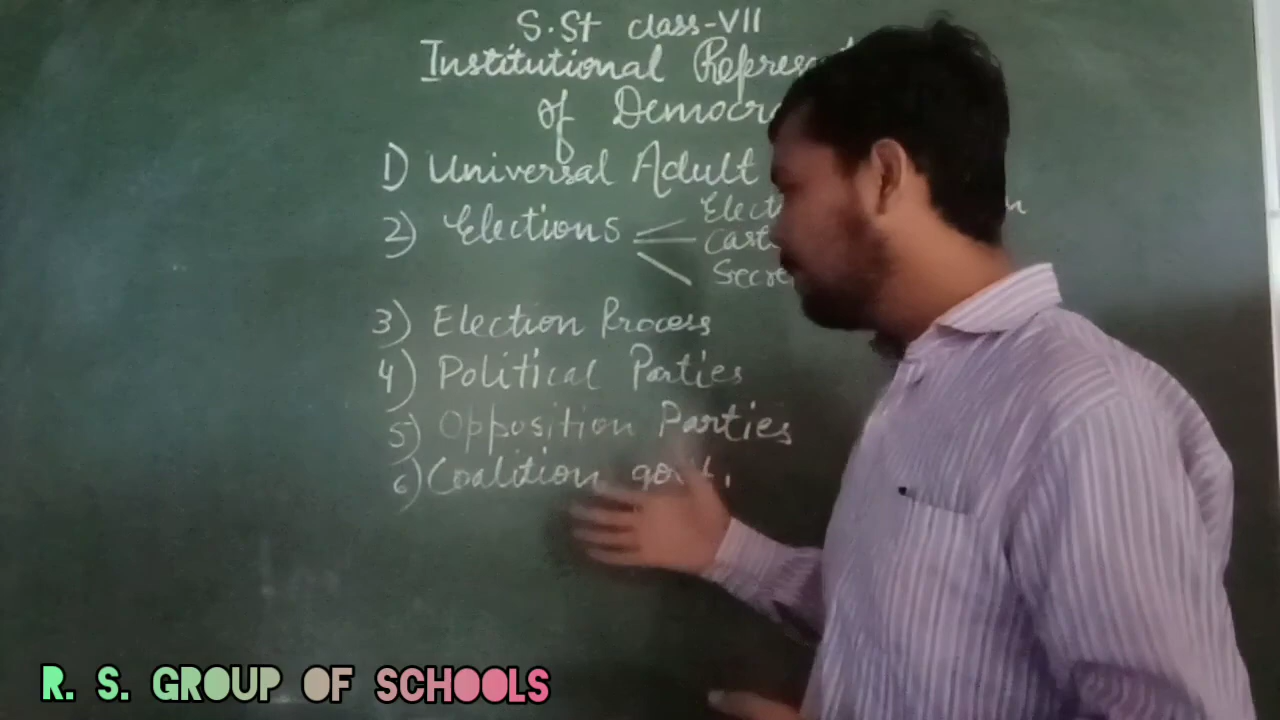 S.St class-VII
Institutional
of
1) Universal Adult
2) Elections
3) Election Process
4) Political Parties
5) Opposition Parties
6) Coalition govt.
R. S. GROUP OF SCHOOLS